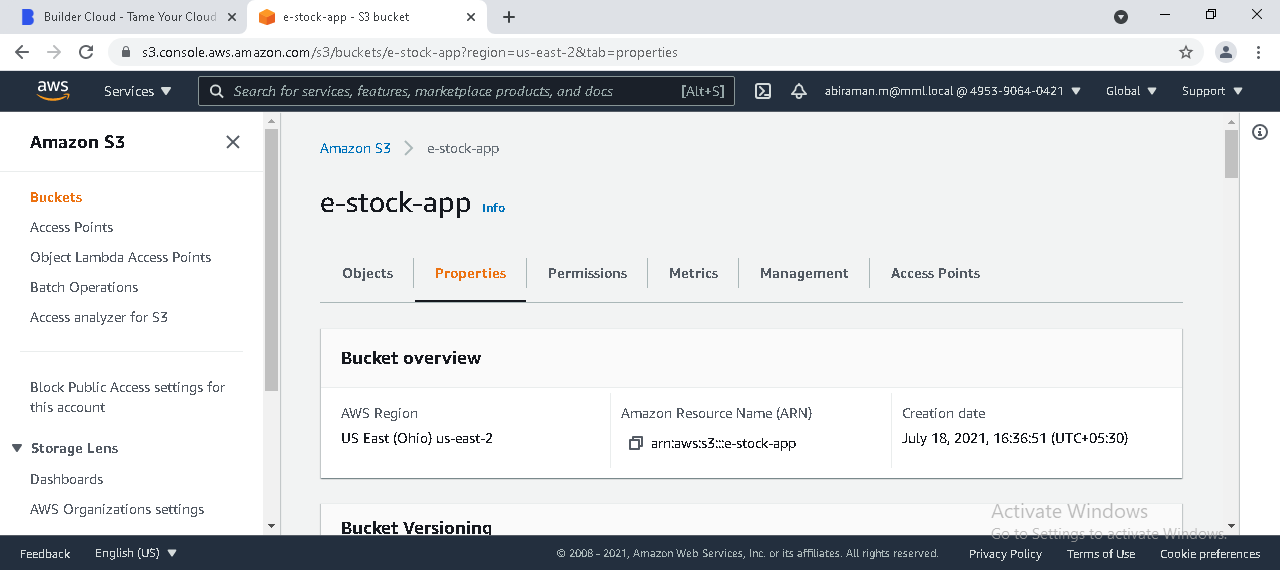 Builder Cloud - Tame Your Cloud
e-stock-app - S3 bucket
s3.console.aws.amazon.com/s3/buckets/e-stock-app?region=us-east-2&tab=properties
aws
Services
Search for services, features, marketplace products, and docs
[Alt+S]
abiraman.m@mml.local @ 4953-9064-0421
Global
Support
Amazon S3
Buckets
Access Points
Object Lambda Access Points
Batch Operations
Access analyzer for S3
Block Public Access settings for
this account
Storage Lens
Dashboards
AWS Organizations settings
Amazon S3
e-stock-app
e-stock-app Info
Objects
Properties
Permissions
Metrics
Management
Access Points
Bucket overview
AWS Region
US East (Ohio) us-east-2
Amazon Resource Name (ARN)
arn:aws:s3:::e-stock-app
Creation date
July 18, 2021, 16:36:51 (UTC+05:30)
Bucket Versioning
Activate Windows
Go to Settings to activate Windows.
Feedback
English (US)
© 2008 - 2021, Amazon Web Services, Inc. or its affiliates. All rights reserved.
Privacy Policy
Terms of Use
Cookie preferences